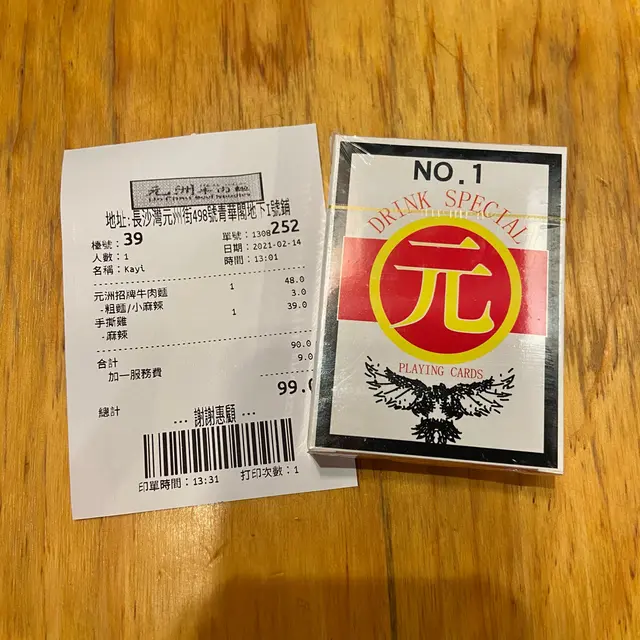 元洲牛肉麵
地址:長沙灣元州街498號菁華閣地下I號鋪
檯號:39
單號:1308252
人數:1
日期:2021-02-14
名稱:Kayi
時間:13:01
元洲招牌牛肉麵 1 48.0
-粗麵/小麻辣 3.0
手撕雞 1 39.0
-麻辣
合計 90.0
加一服務費 9.0
總計 99.0
--- 謝謝惠顧 ---
印單時間:13:31 打印次數:1
NO.1
DRINK SPECIAL
元
PLAYING CARDS